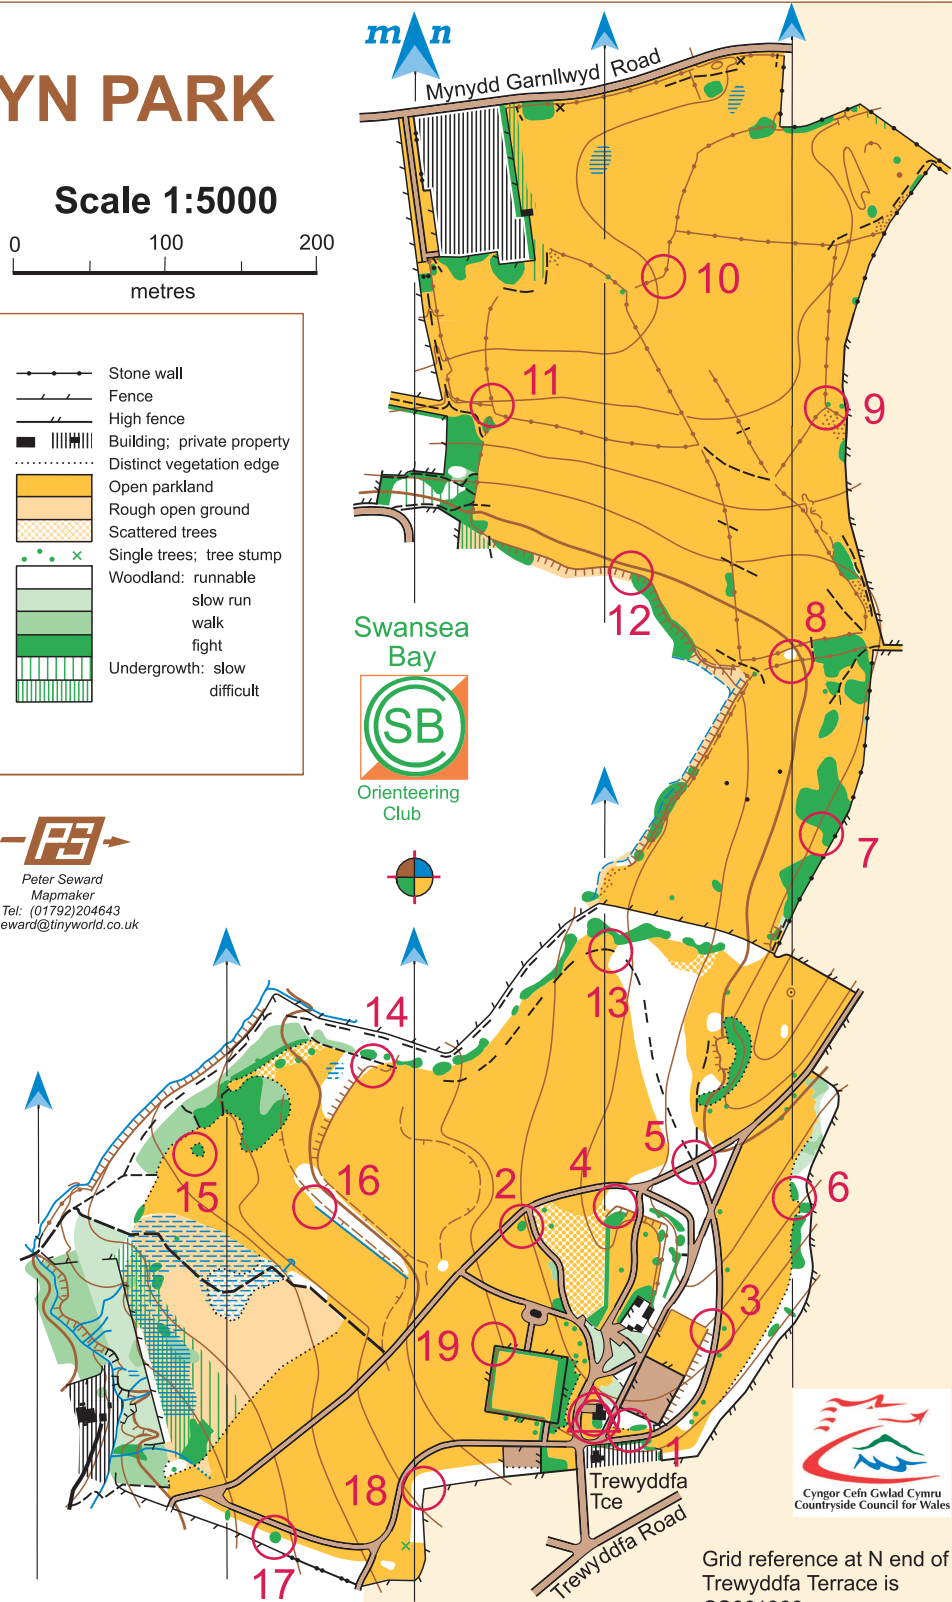 m n
Mynydd Garnllwyd Road
YN PARK
Scale 1:5000
0 100 200
metres
Stone wall
Fence
High fence
Building; private property
Distinct vegetation edge
Open parkland
Rough open ground
Scattered trees
Single trees; tree stump
Woodland: runnable
slow run
walk
fight
Undergrowth: slow
difficult
10
11
9
12
8
Swansea
Bay
SB
Orienteering
Club
7
PS
Peter Seward
Mapmaker
Tel: (01792)204643
eward@tinyworld.co.uk
13
14
5
4
2
6
15
16
3
19
1
18
17
Trewyddfa
Tce
Trewyddfa Road
Cyngor Cefn Gwlad Cymru
Countryside Council for Wales
Grid reference at N end of
Trewyddfa Terrace is